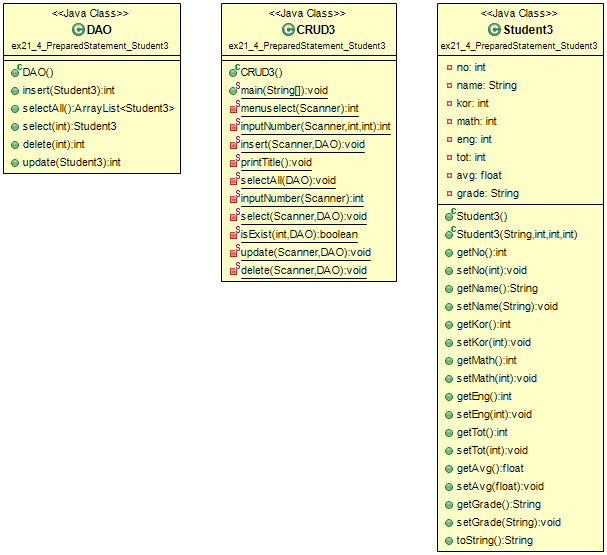 <<Java Class>>
DAO
ex21_4_PreparedStatement_Student3
DAO()
insert(Student3):int
selectAll():ArrayList<Student3>
select(int):Student3
delete(int):int
update(Student3):int
<<Java Class>>
CRUD3
ex21_4_PreparedStatement_Student3
CRUD3()
main(String[]):void
menuselect(Scanner):int
inputNumber(Scanner,int,int):int
insert(Scanner,DAO):void
printTitle():void
selectAll(DAO):void
inputNumber(Scanner):int
select(Scanner,DAO):void
isExist(int,DAO):boolean
update(Scanner,DAO):void
delete(Scanner,DAO):void
<<Java Class>>
Student3
ex21_4_PreparedStatement_Student3
no: int
name: String
kor: int
math: int
eng: int
tot: int
avg: float
grade: String
Student3()
Student3(String,int,int,int)
getNo():int
setNo(int):void
getName():String
setName(String):void
getKor():int
setKor(int):void
getMath():int
setMath(int):void
getEng():int
setEng(int):void
getTot():int
setTot(int):void
getAvg():float
setAvg(float):void
getGrade():String
setGrade(String):void
toString():String